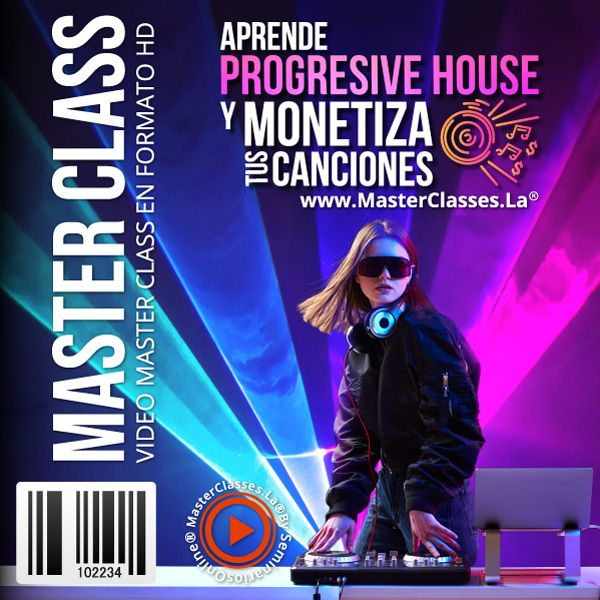 APRENDE
PROGRESIVE HOUSE
Y MONETIZA
TUS CANCIONES
www.MasterClasses.La®
MASTER CLASS
VIDEO MASTER CLASS EN FORMATO HD
MasterClasses.La®By SeminariosOnline®
102234